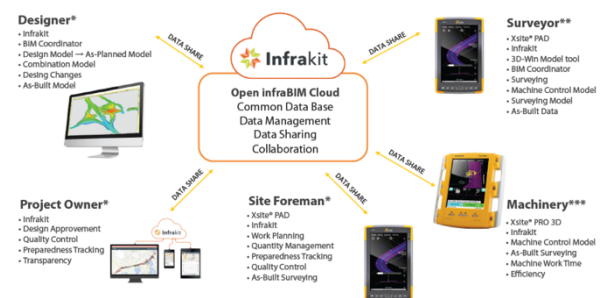 Designer*
• Infrakit
• BIM Coordinator
• Design Model → As-Planned Model
• Combination Model
• Desing Changes
• As-Built Model
DATA SHARE
Infrakit
Open infraBIM Cloud
Common Data Base
Data Management
Data Sharing
Collaboration
DATA SHARE
Surveyor**
• Xsite® PAD
• Infrakit
• 3D-Win Model tool
• BIM Coordinator
• Surveying
• Machine Control Model
• Surveying Model
• As-Built Data
DATA SHARE
Project Owner*
• Infrakit
• Design Approvement
• Quality Control
• Preparedness Tracking
• Transparency
Infrakit
DATA SHARE
Site Foreman*
• Xsite® PAD
• Infrakit
• Work Planning
• Quantity Management
• Preparedness Tracking
• Quality Control
• As-Built Surveying
DATA SHARE
Machinery***
• Xsite® PRO 3D
• Infrakit
• Machine Control Model
• As-Built Surveying
• Machine Work Time
• Efficiency